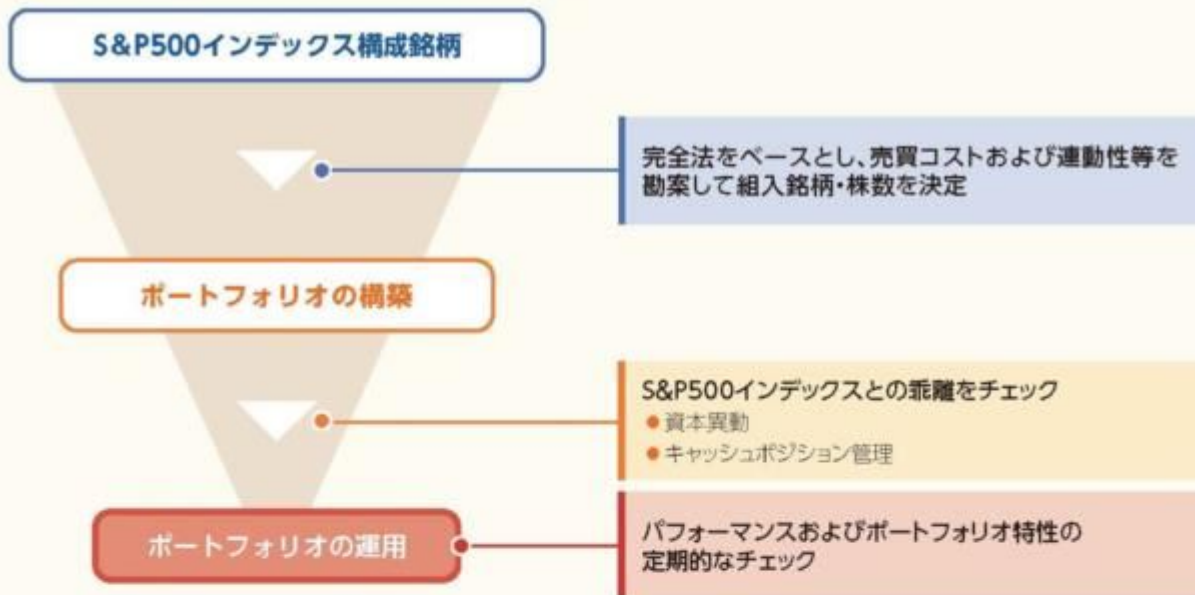 S&P500インデックス構成銘柄
完全法をベースとし、売買コストおよび連動性等を
勘案して組入銘柄・株数を決定
ポートフォリオの構築
S&P500インデックスとの乖離をチェック
●資本異動
●キャッシュポジション管理
ポートフォリオの運用
パフォーマンスおよびポートフォリオ特性の
定期的なチェック